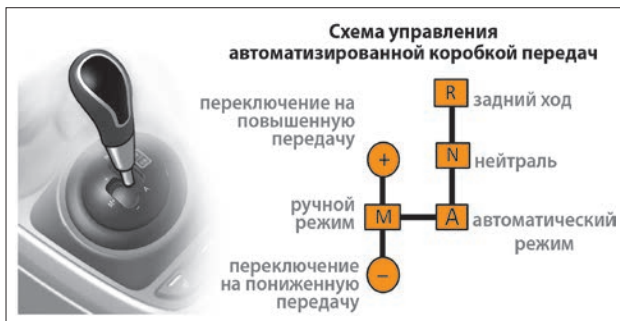 Схема управления
автоматизированной коробкой передач
R
задний ход
переключение на
повышенную
передачу
+
N
нейтраль
ручной
режим
M
A
автоматический
режим
переключение
на пониженную
передачу
−